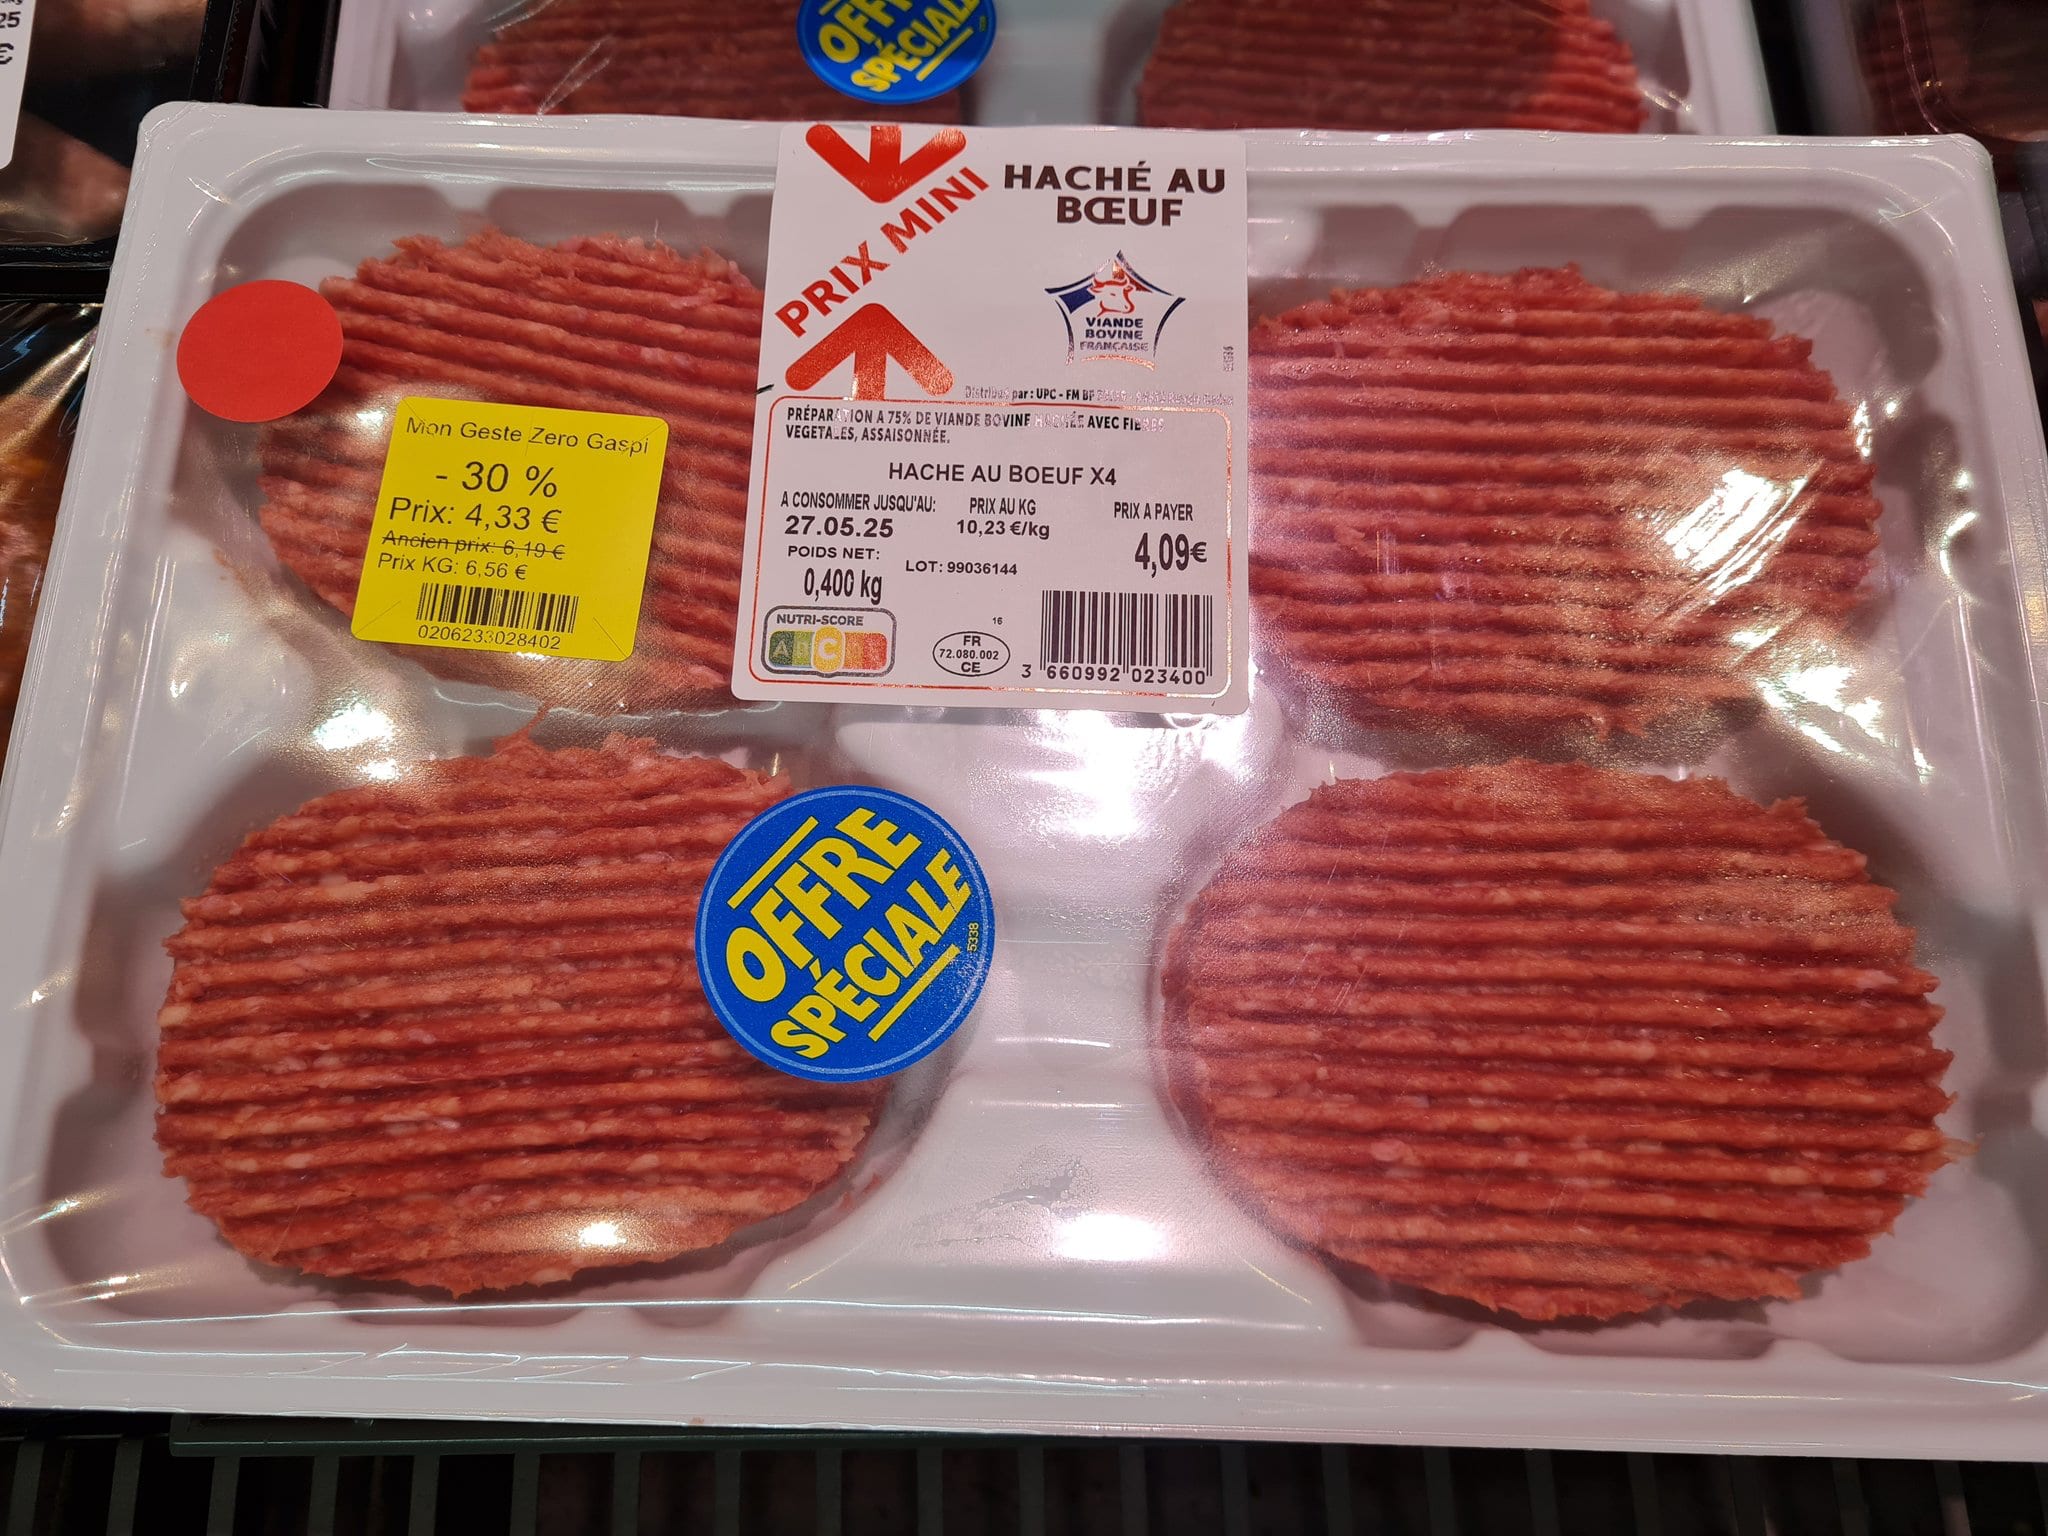 25
€
OFFRE
SPÉCIALE
PRIX MINI
HACHÉ AU
BŒUF
VIANDE
BOVINE
FRANÇAISE
Distribué par : UPC - FM BP
PRÉPARATION A 75% DE VIANDE BOVINE HACHÉE AVEC FIBRES
VEGETALES, ASSAISONNÉE.
HACHE AU BOEUF X4
A CONSOMMER JUSQU'AU: PRIX AU KG PRIX A PAYER
27.05.25 10,23 €/kg 4,09€
POIDS NET: LOT: 99036144
0,400 kg
NUTRI-SCORE
A B C D E
16
FR
72.080.002
CE
3 660992 023400
Mon Geste Zero Gaspi
- 30 %
Prix: 4,33 €
Ancien prix: 6,19 €
Prix KG: 6,56 €
0206233028402
OFFRE
SPÉCIALE
5338